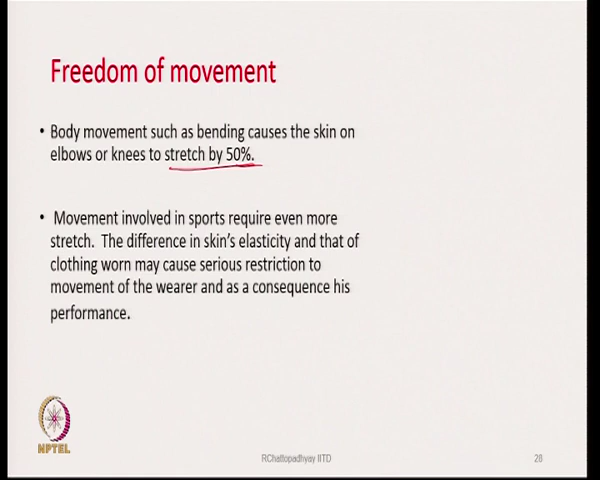 Freedom of movement
• Body movement such as bending causes the skin on
elbows or knees to stretch by 50%.
• Movement involved in sports require even more
stretch. The difference in skin's elasticity and that of
clothing worn may cause serious restriction to
movement of the wearer and as a consequence his
performance.
NPTEL
RChattopadhyay IITD
28